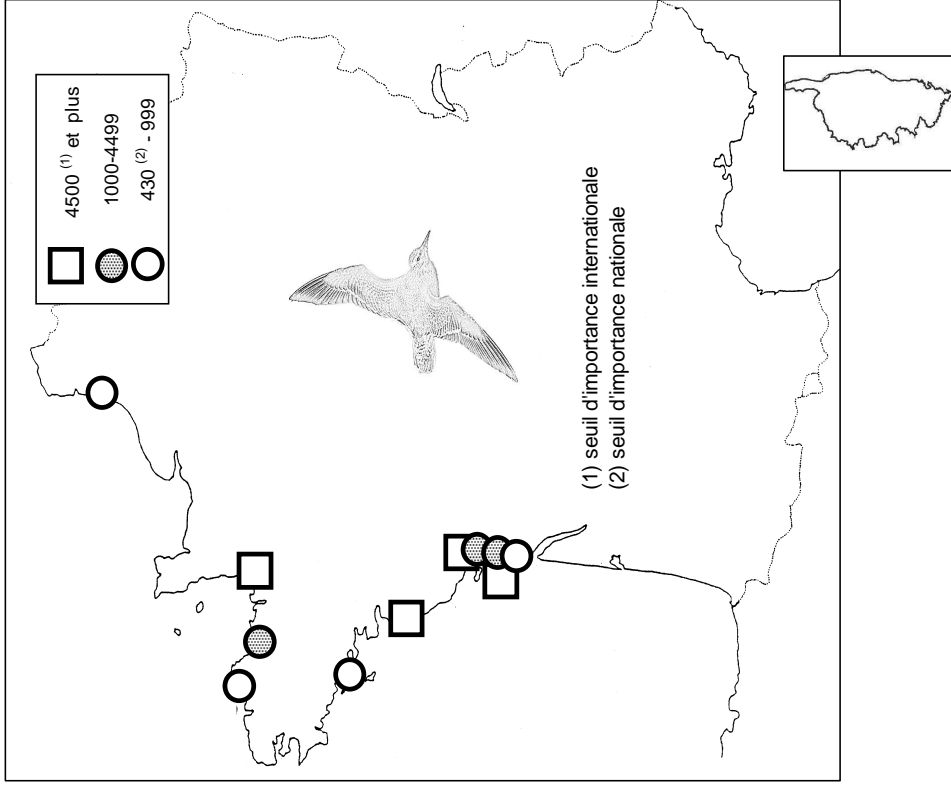 4500 (1) et plus
1000-4499
430 (2) - 999
(1) seuil d'importance internationale
(2) seuil d'importance nationale